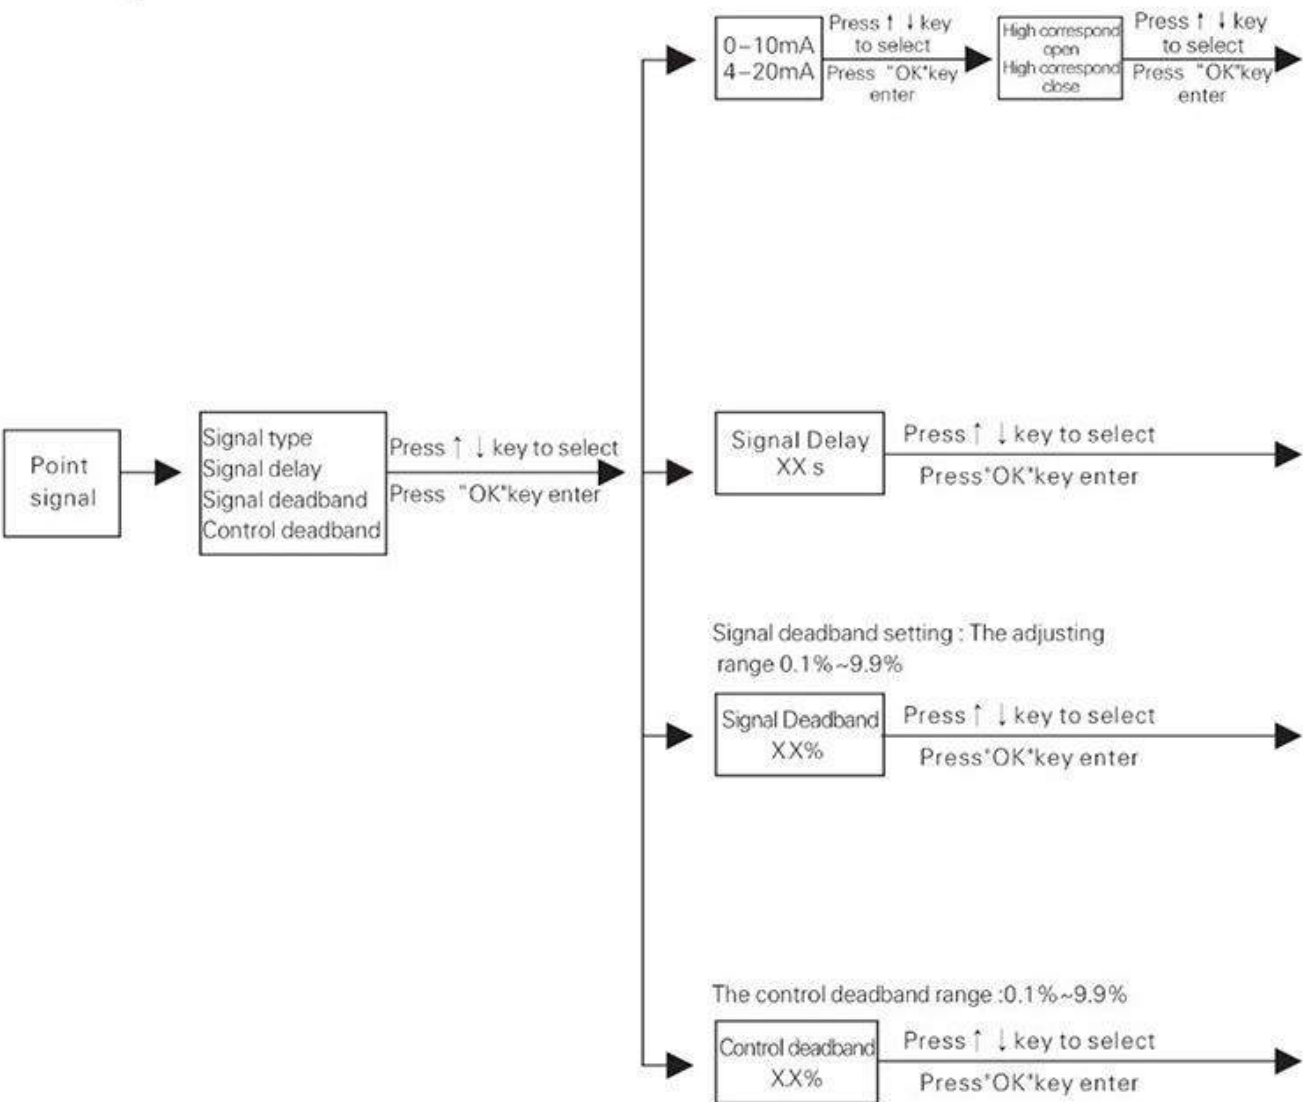 Point
signal
Signal type
Signal delay
Signal deadband
Control deadband
Press ↑ ↓ key to select
Press "OK"key enter
0-10mA
4-20mA
Press ↑ ↓ key
to select
Press "OK"key
enter
High correspond
open
High correspond
close
Press ↑ ↓ key
to select
Press "OK"key
enter
Signal Delay
XX s
Press ↑ ↓ key to select
Press"OK"key enter
Signal deadband setting : The adjusting
range 0.1%~9.9%
Signal Deadband
X.X%
Press ↑ ↓ key to select
Press"OK"key enter
The control deadband range :0.1%~9.9%
Control deadband
X.X%
Press ↑ ↓ key to select
Press"OK"key enter